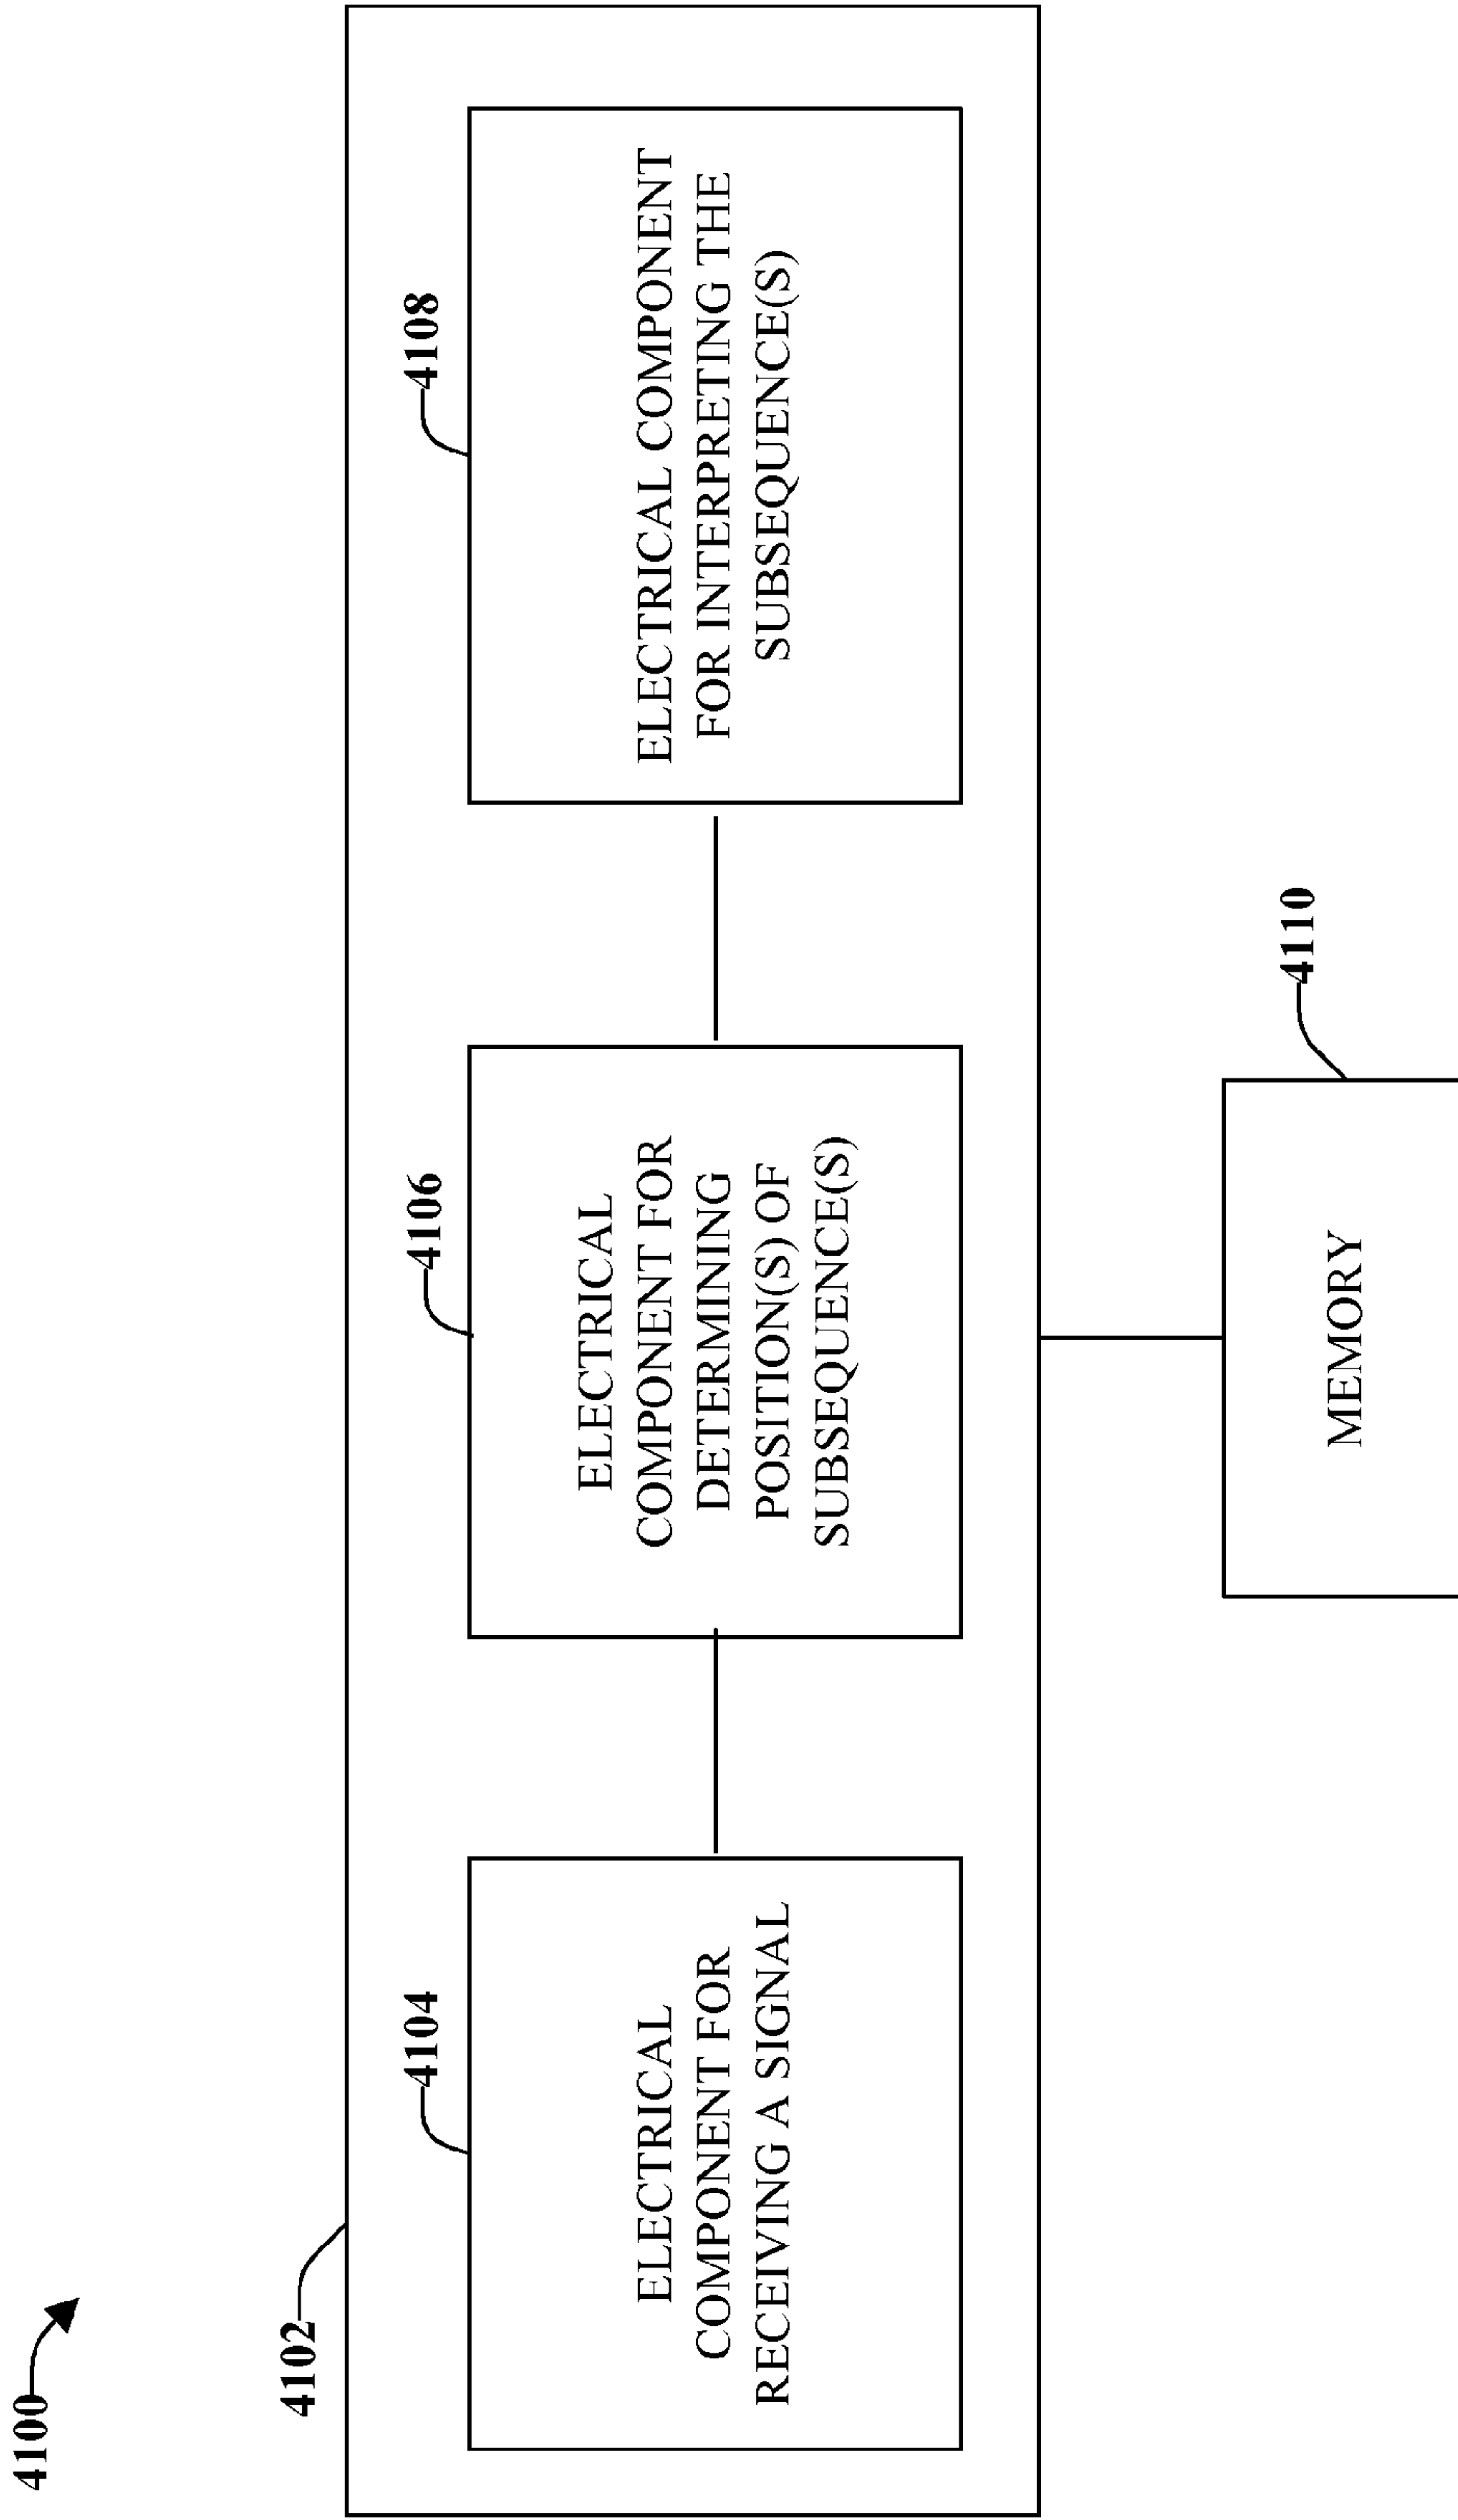 4100
4102
4104
ELECTRICAL
COMPONENT FOR
RECEIVING A SIGNAL
4106
ELECTRICAL
COMPONENT FOR
DETERMINING
POSITION(S) OF
SUBSEQUENCE(S)
4108
ELECTRICAL COMPONENT
FOR INTERPRETING THE
SUBSEQUENCE(S)
4110
MEMORY